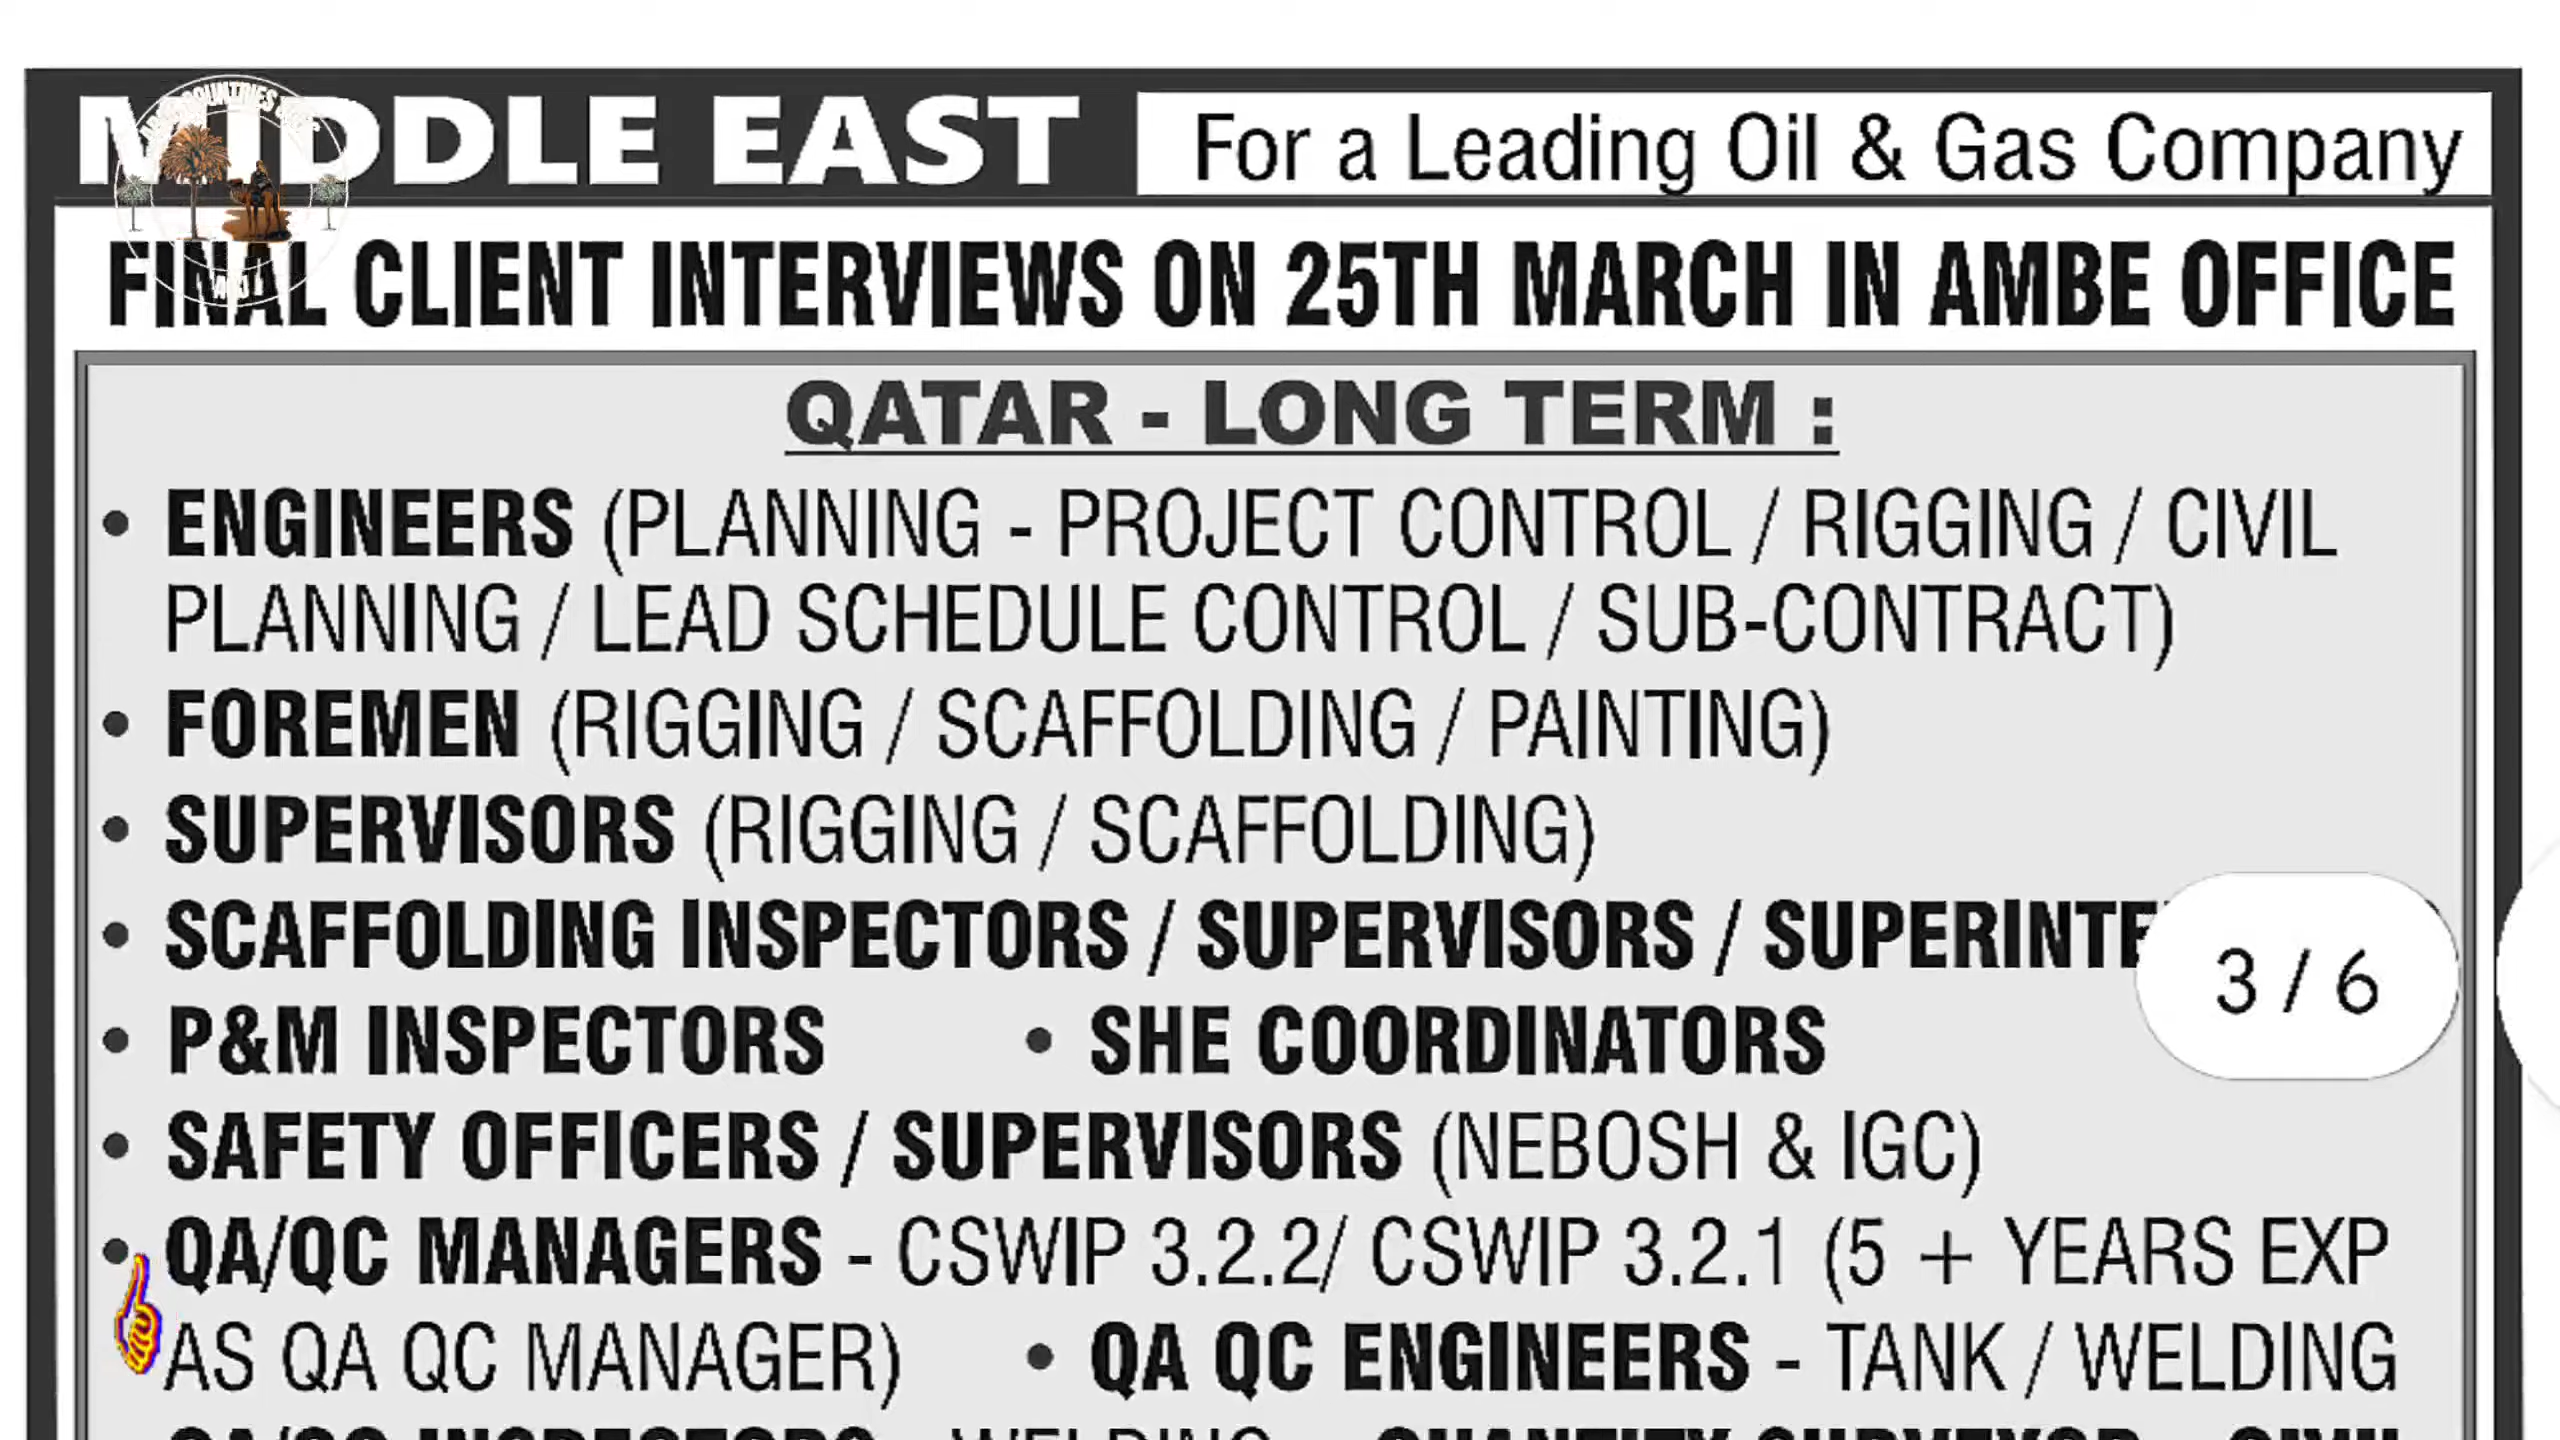 MIDDLE EAST For a Leading Oil & Gas Company
FINAL CLIENT INTERVIEWS ON 25TH MARCH IN AMBE OFFICE
QATAR - LONG TERM :
• ENGINEERS (PLANNING - PROJECT CONTROL / RIGGING / CIVIL
PLANNING / LEAD SCHEDULE CONTROL / SUB-CONTRACT)
• FOREMEN (RIGGING / SCAFFOLDING / PAINTING)
• SUPERVISORS (RIGGING / SCAFFOLDING)
• SCAFFOLDING INSPECTORS / SUPERVISORS /
3 / 6
• P&M INSPECTORS • SHE COORDINATORS
• SAFETY OFFICERS / SUPERVISORS (NEBOSH & IGC)
• QA/QC MANAGERS - CSWIP 3.2.2/ CSWIP 3.2.1 (5 + YEARS EXP
AS QA QC MANAGER) • QA QC ENGINEERS - TANK / WELDING